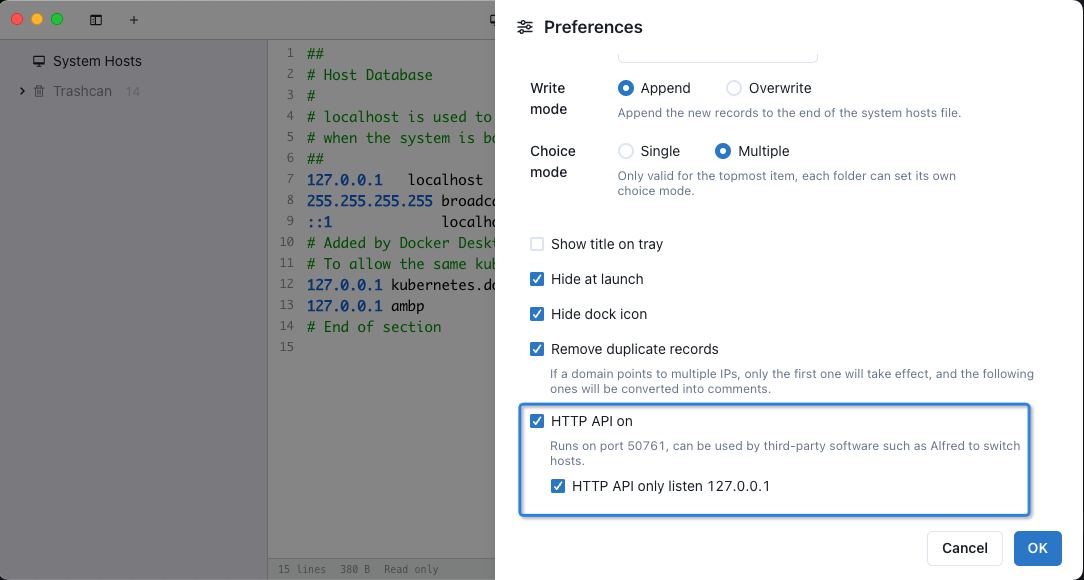 System Hosts
Trashcan 14
1 ##
2 # Host Database
3 #
4 # localhost is used to
5 # when the system is bo
6 ##
7 127.0.0.1 localhost
8 255.255.255.255 broadca
9 ::1 localho
10 # Added by Docker Deskt
11 # To allow the same kub
12 127.0.0.1 kubernetes.do
13 127.0.0.1 ambp
14 # End of section
15
15 lines 380 B Read only
Preferences
Write mode
Append Overwrite
Append the new records to the end of the system hosts file.
Choice mode
Single Multiple
Only valid for the topmost item, each folder can set its own
choice mode.
Show title on tray
Hide at launch
Hide dock icon
Remove duplicate records
If a domain points to multiple IPs, only the first one will take effect, and the following
ones will be converted into comments.
HTTP API on
Runs on port 50761, can be used by third-party software such as Alfred to switch
hosts.
HTTP API only listen 127.0.0.1
Cancel OK